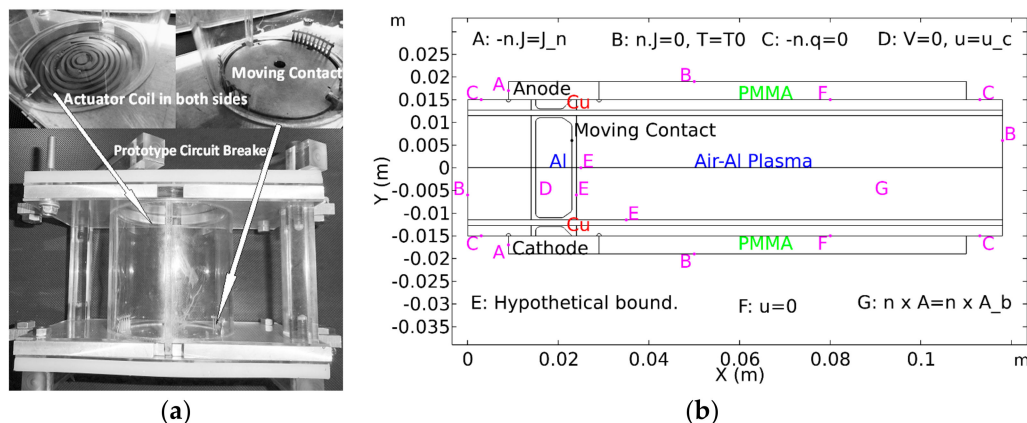 Moving Contact
Actuator Coil in both sides
Prototype Circuit Breaker
(a)
m
A: -n.J=J_n
B: n.J=0, T=T0
C: -n.q=0
D: V=0, u=u_c
0.03
0.025
0.02
0.015
0.01
0.005
0
-0.005
-0.01
-0.015
-0.02
-0.025
-0.03
-0.035
Y (m)
A
Anode
B
C
Cu
PMMA
F
C
Moving Contact
B
Al
E
Air-Al Plasma
B
D
E
G
E
Cu
C
A
Cathode
B
PMMA
F
C
E: Hypothetical bound.
F: u=0
G: n x A=n x A_b
0
0.02
0.04
0.06
0.08
0.1
m
X (m)
(b)